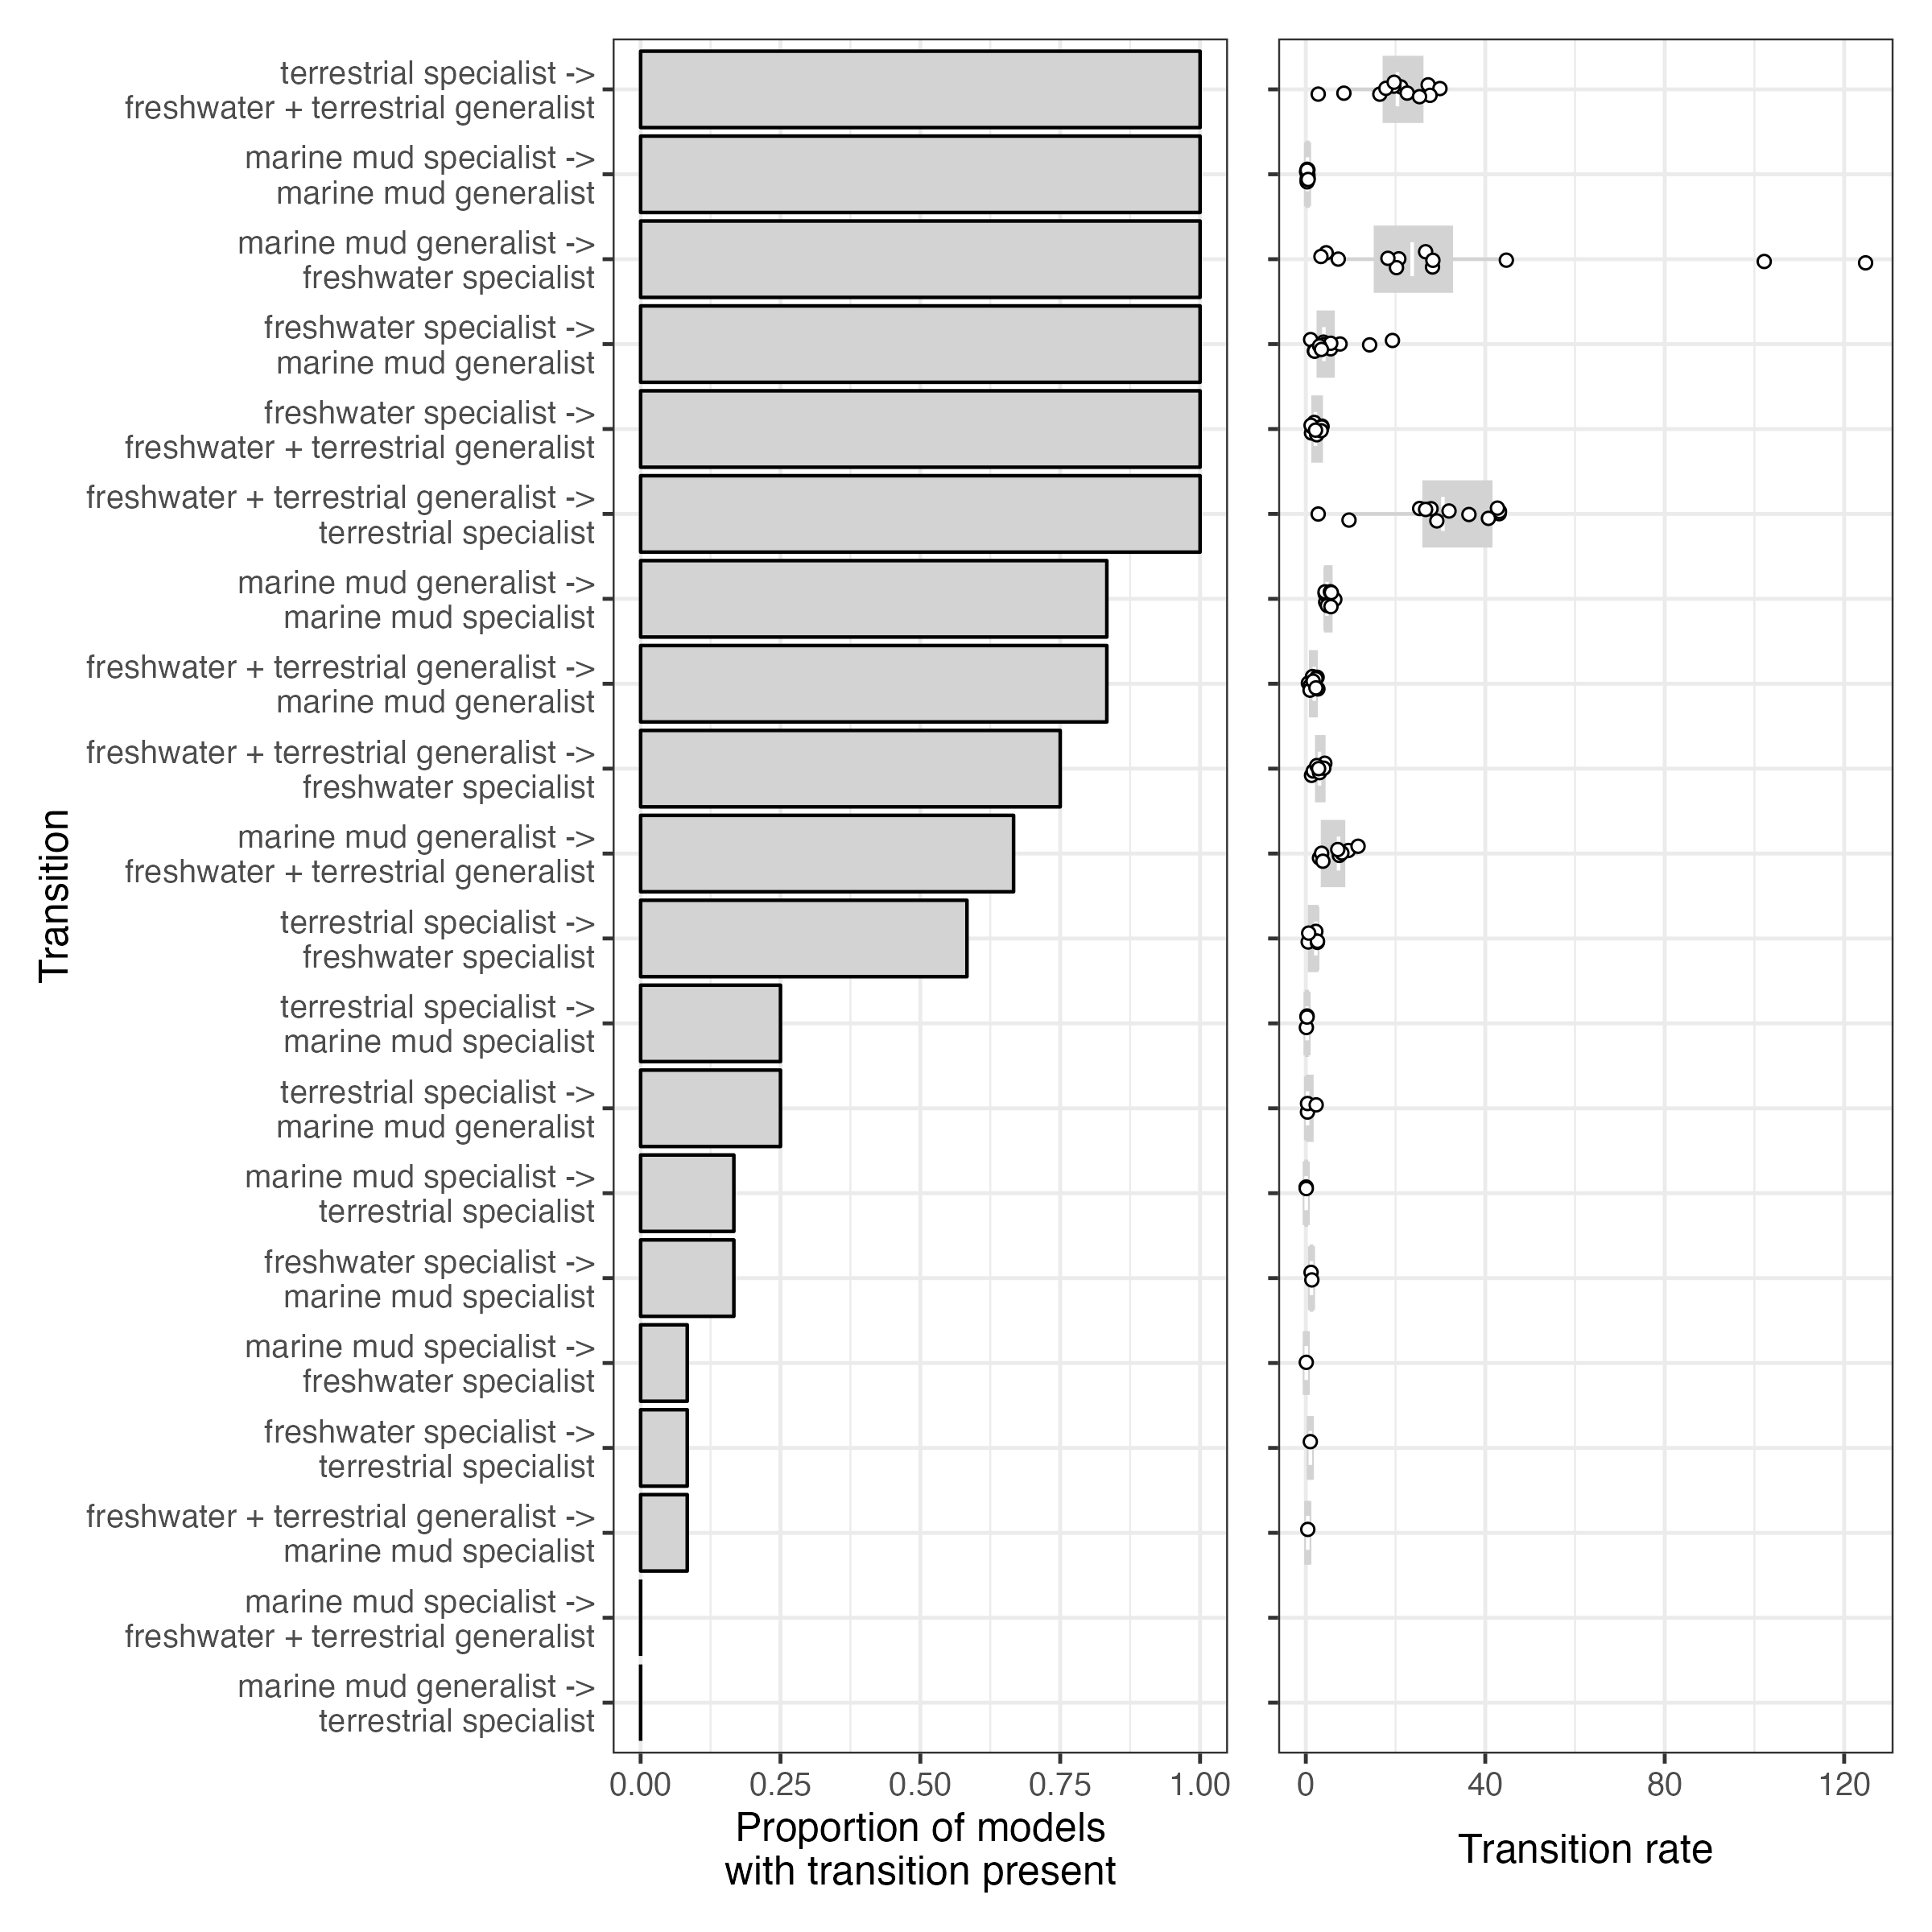 terrestrial specialist ->
freshwater + terrestrial generalist
marine mud specialist ->
marine mud generalist
marine mud generalist ->
freshwater specialist
freshwater specialist ->
marine mud generalist
freshwater specialist ->
freshwater + terrestrial generalist
freshwater + terrestrial generalist ->
terrestrial specialist
marine mud generalist ->
marine mud specialist
freshwater + terrestrial generalist ->
marine mud generalist
freshwater + terrestrial generalist ->
freshwater specialist
marine mud generalist ->
freshwater + terrestrial generalist
terrestrial specialist ->
freshwater specialist
terrestrial specialist ->
marine mud specialist
terrestrial specialist ->
marine mud generalist
marine mud specialist ->
terrestrial specialist
freshwater specialist ->
marine mud specialist
marine mud specialist ->
freshwater specialist
freshwater specialist ->
terrestrial specialist
freshwater + terrestrial generalist ->
marine mud specialist
marine mud specialist ->
freshwater + terrestrial generalist
marine mud generalist ->
terrestrial specialist
Transition
0.00 0.25 0.50 0.75 1.00
Proportion of models
with transition present
0 40 80 120
Transition rate